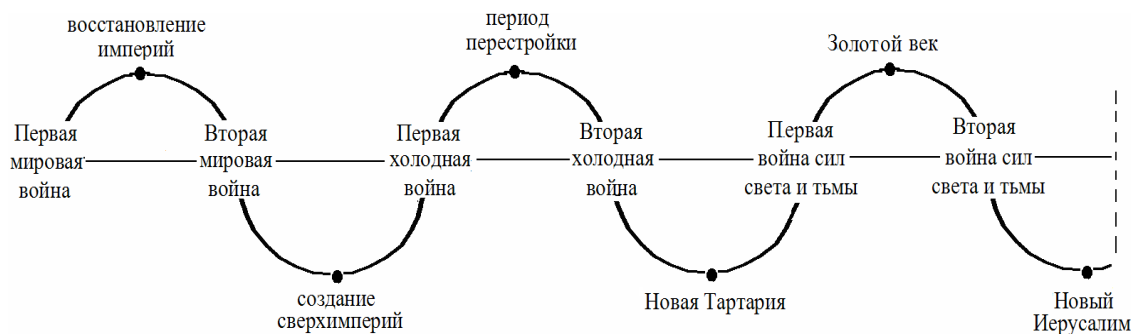 восстановление
империй
период
перестройки
Золотой век
Первая
мировая
война
Вторая
мировая
война
Первая
холодная
война
Вторая
холодная
война
Первая
война сил
света и тьмы
Вторая
война сил
света и тьмы
создание
сверхимперий
Новая Тартария
Новый
Иерусалим